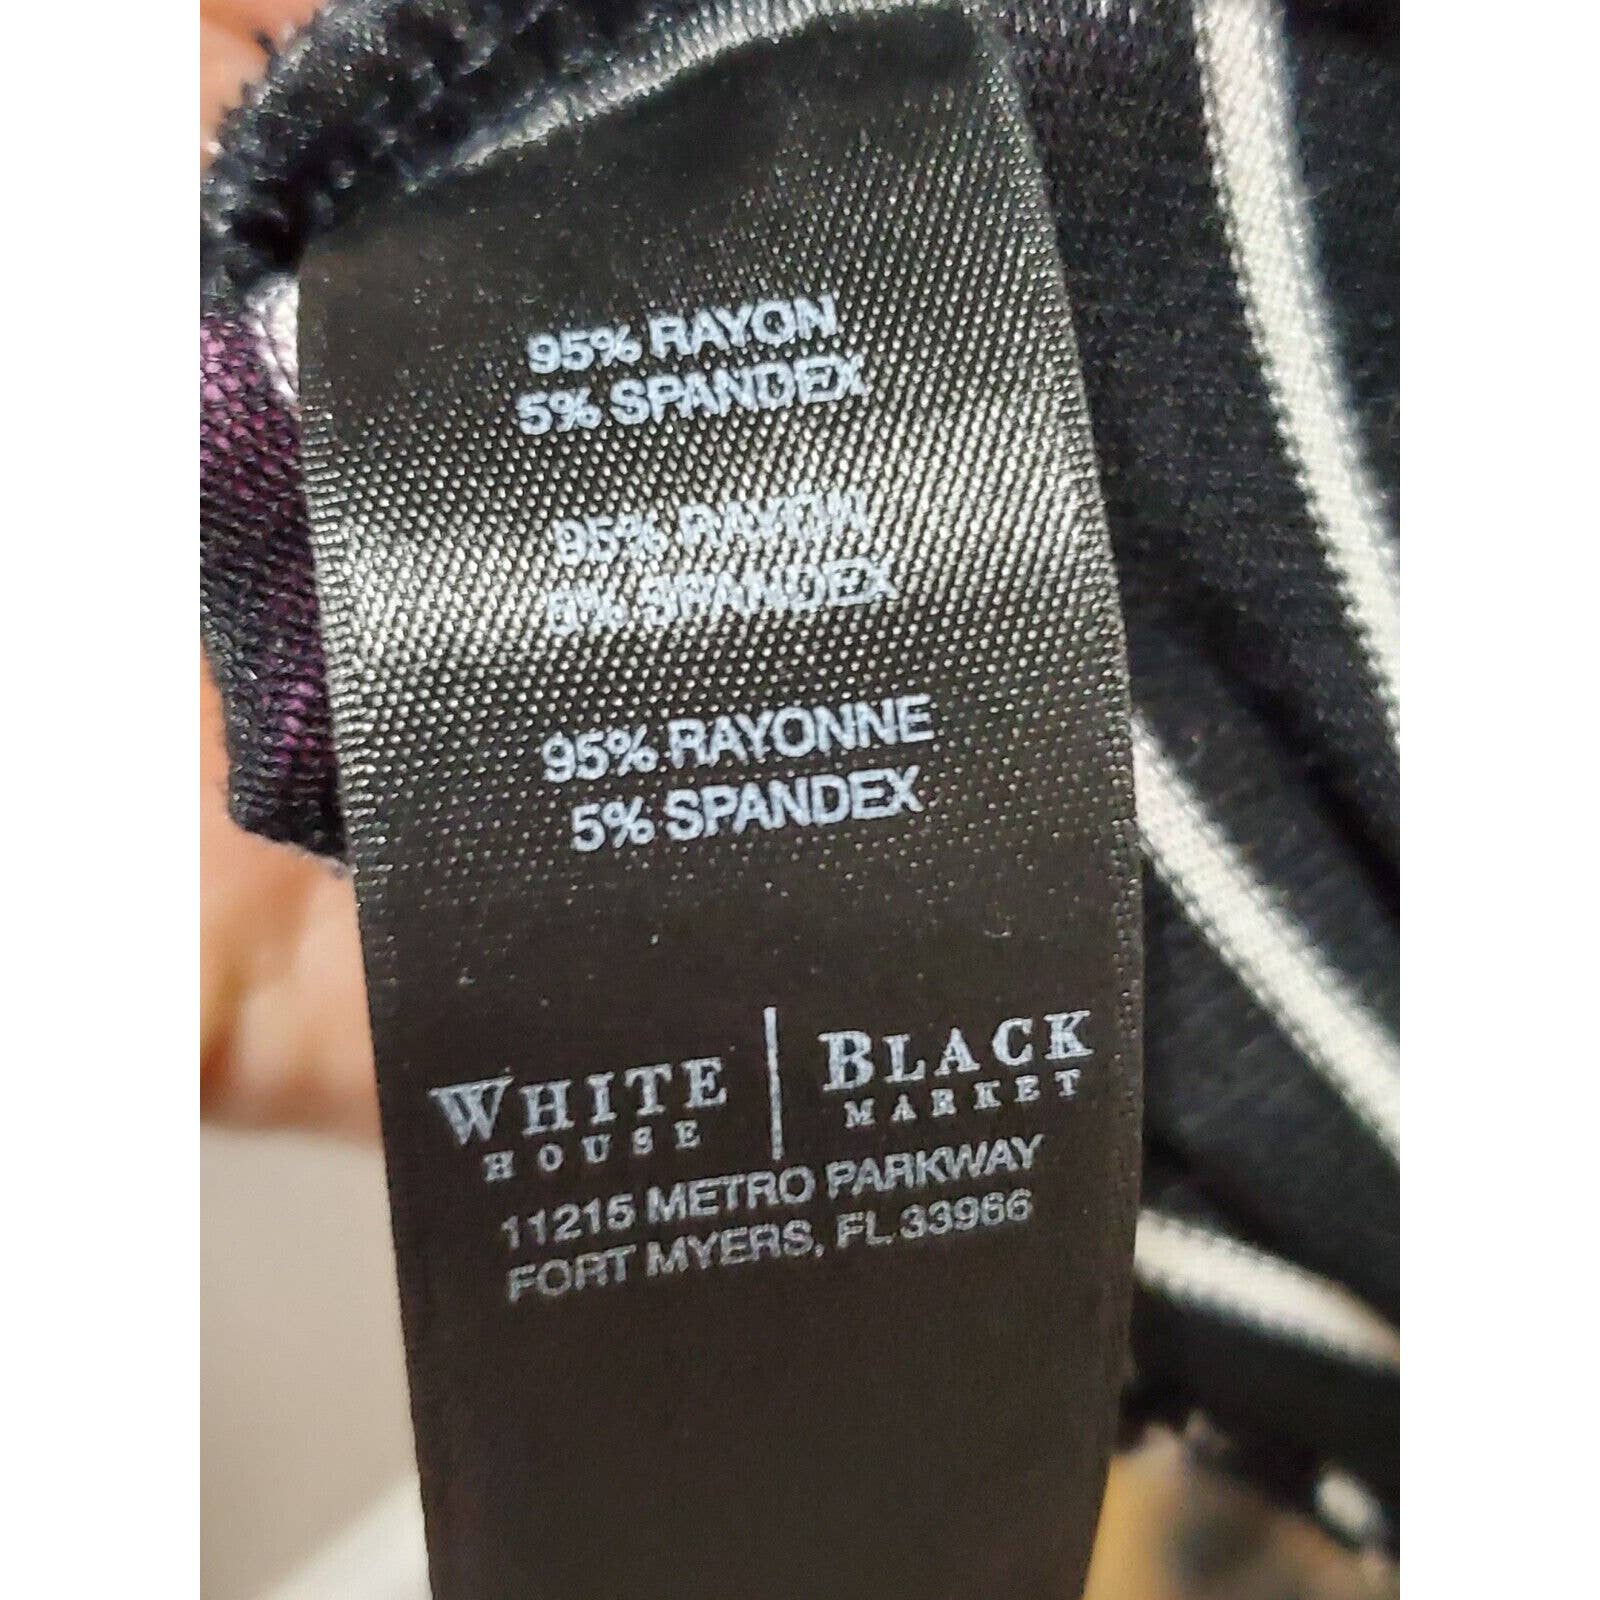 95% RAYON
5% SPANDEX
95% RAYON
5% SPANDEX
95% RAYONNE
5% SPANDEX
WHITE | BLACK
HOUSE MARKET
11215 METRO PARKWAY
FORT MYERS, FL 33966